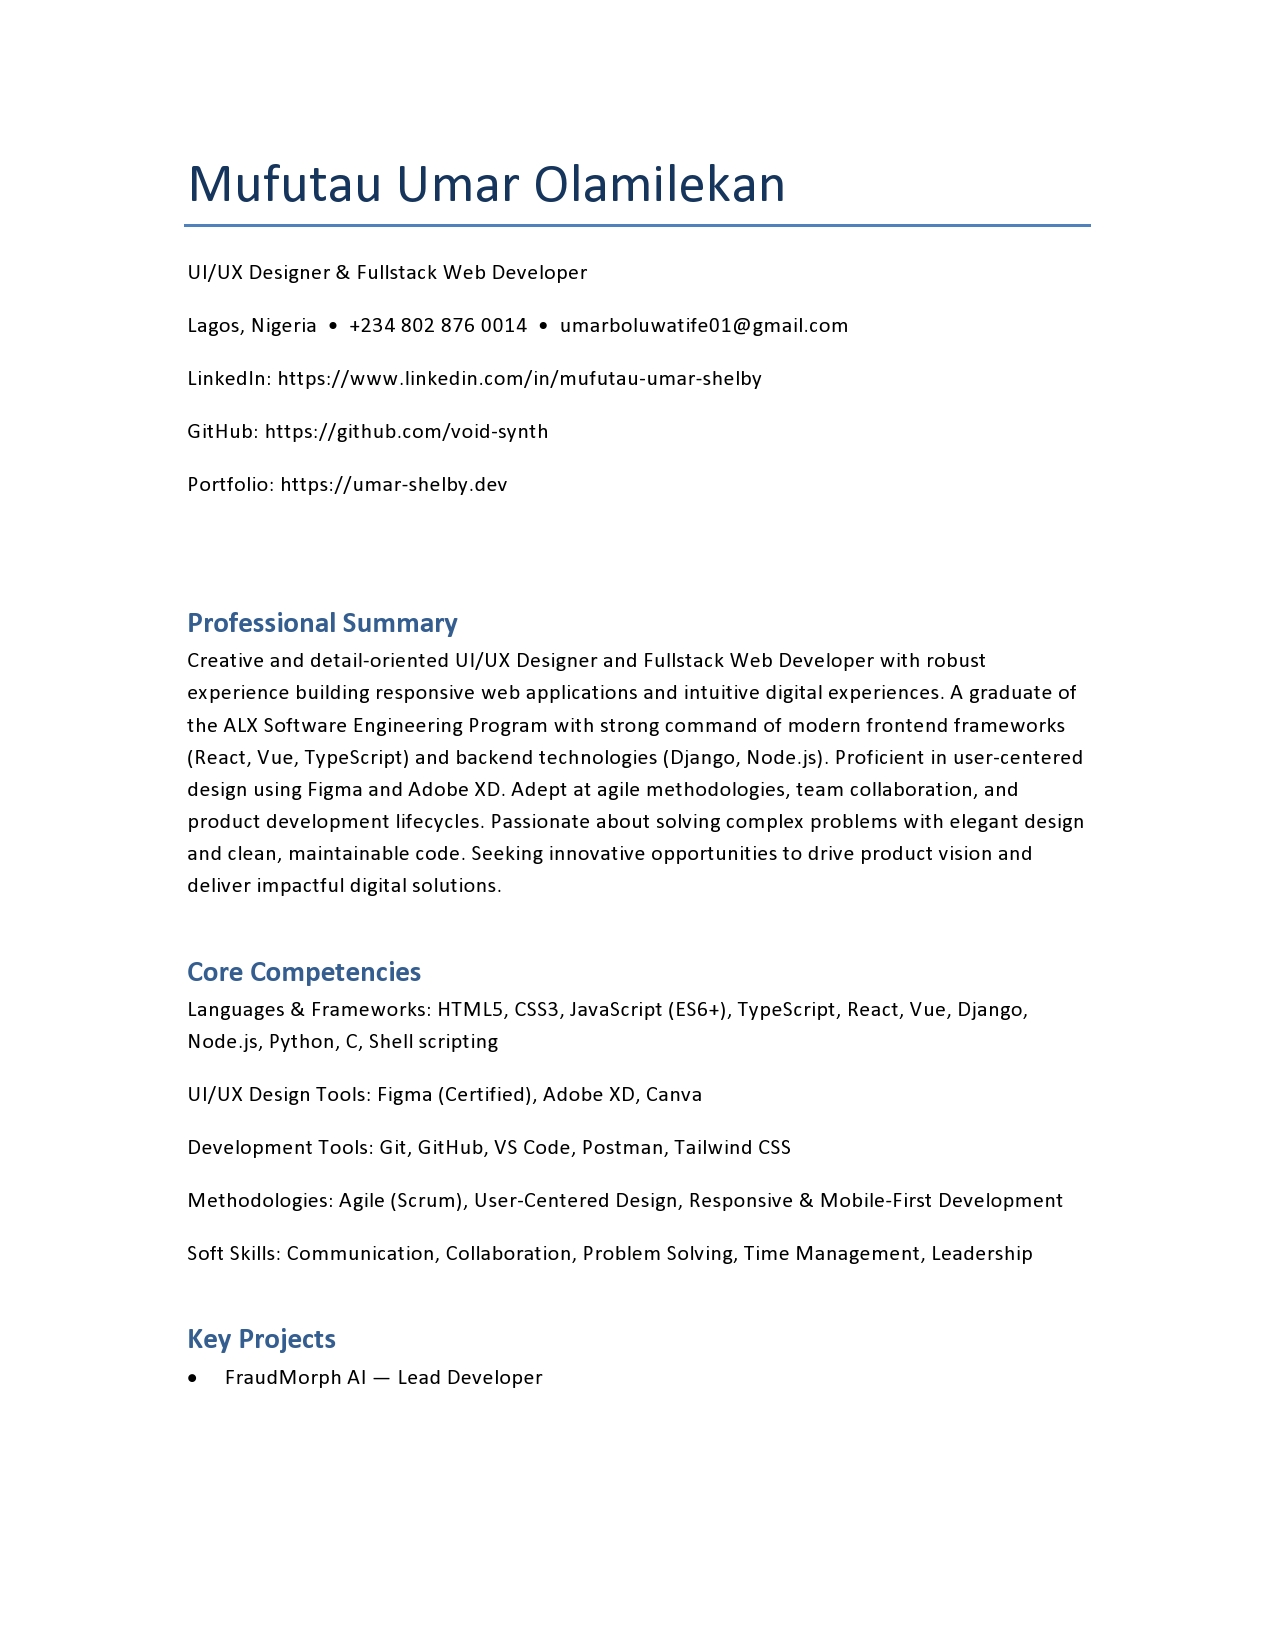 Mufutau Umar Olamilekan
UI/UX Designer & Fullstack Web Developer
Lagos, Nigeria • +234 802 876 0014 • umarboluwatife01@gmail.com
LinkedIn: https://www.linkedin.com/in/mufutau-umar-shelby
GitHub: https://github.com/void-synth
Portfolio: https://umar-shelby.dev
Professional Summary
Creative and detail-oriented UI/UX Designer and Fullstack Web Developer with robust
experience building responsive web applications and intuitive digital experiences. A graduate of
the ALX Software Engineering Program with strong command of modern frontend frameworks
(React, Vue, TypeScript) and backend technologies (Django, Node.js). Proficient in user-centered
design using Figma and Adobe XD. Adept at agile methodologies, team collaboration, and
product development lifecycles. Passionate about solving complex problems with elegant design
and clean, maintainable code. Seeking innovative opportunities to drive product vision and
deliver impactful digital solutions.
Core Competencies
Languages & Frameworks: HTML5, CSS3, JavaScript (ES6+), TypeScript, React, Vue, Django,
Node.js, Python, C, Shell scripting
UI/UX Design Tools: Figma (Certified), Adobe XD, Canva
Development Tools: Git, GitHub, VS Code, Postman, Tailwind CSS
Methodologies: Agile (Scrum), User-Centered Design, Responsive & Mobile-First Development
Soft Skills: Communication, Collaboration, Problem Solving, Time Management, Leadership
Key Projects
• FraudMorph AI — Lead Developer